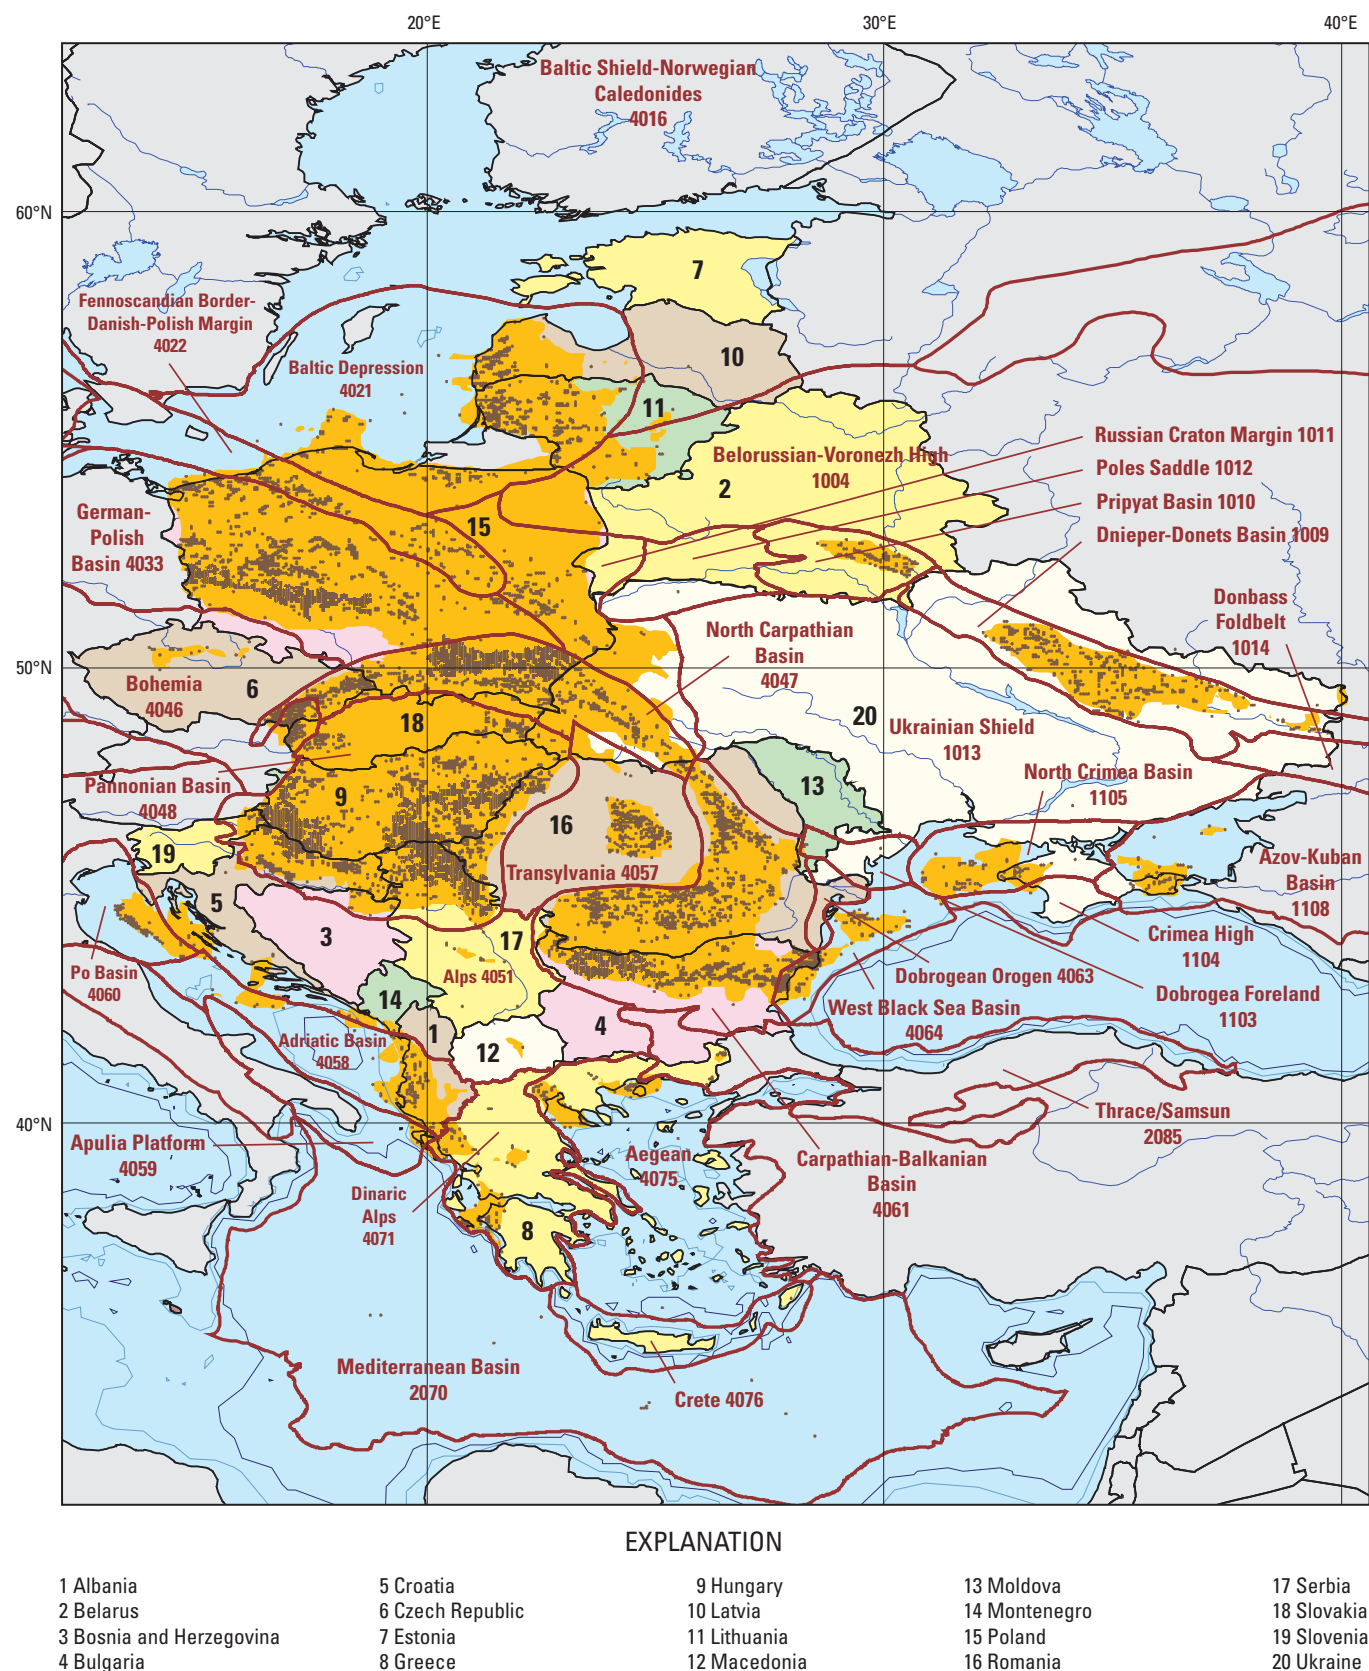 20°E
30°E
40°E
Baltic Shield-Norwegian
Caledonides
4016
60°N
7
Fennoscandian Border-
Danish-Polish Margin
4022
Baltic Depression
4021
10
11
Russian Craton Margin 1011
Belorussian-Voronezh High
1004
Poles Saddle 1012
2
Pripyat Basin 1010
German-
Polish
Basin 4033
15
Dnieper-Donets Basin 1009
Donbass
Foldbelt
1014
North Carpathian
Basin
4047
50°N
Bohemia
4046
6
18
20
Ukrainian Shield
1013
North Crimea Basin
1105
Pannonian Basin
4048
9
13
16
19
Transylvania 4057
Azov-Kuban
Basin
1108
5
3
17
Crimea High
1104
Po Basin
4060
Alps 4051
Dobrogean Orogen 4063
Dobrogea Foreland
1103
14
West Black Sea Basin
4064
1
4
Adriatic Basin
4058
12
40°N
Thrace/Samsun
2085
Apulia Platform
4059
Aegean
4075
Carpathian-Balkanian
Basin
4061
Dinaric
Alps
4071
8
Mediterranean Basin
2070
Crete 4076
EXPLANATION
1 Albania
2 Belarus
3 Bosnia and Herzegovina
4 Bulgaria
5 Croatia
6 Czech Republic
7 Estonia
8 Greece
9 Hungary
10 Latvia
11 Lithuania
12 Macedonia
13 Moldova
14 Montenegro
15 Poland
16 Romania
17 Serbia
18 Slovakia
19 Slovenia
20 Ukraine